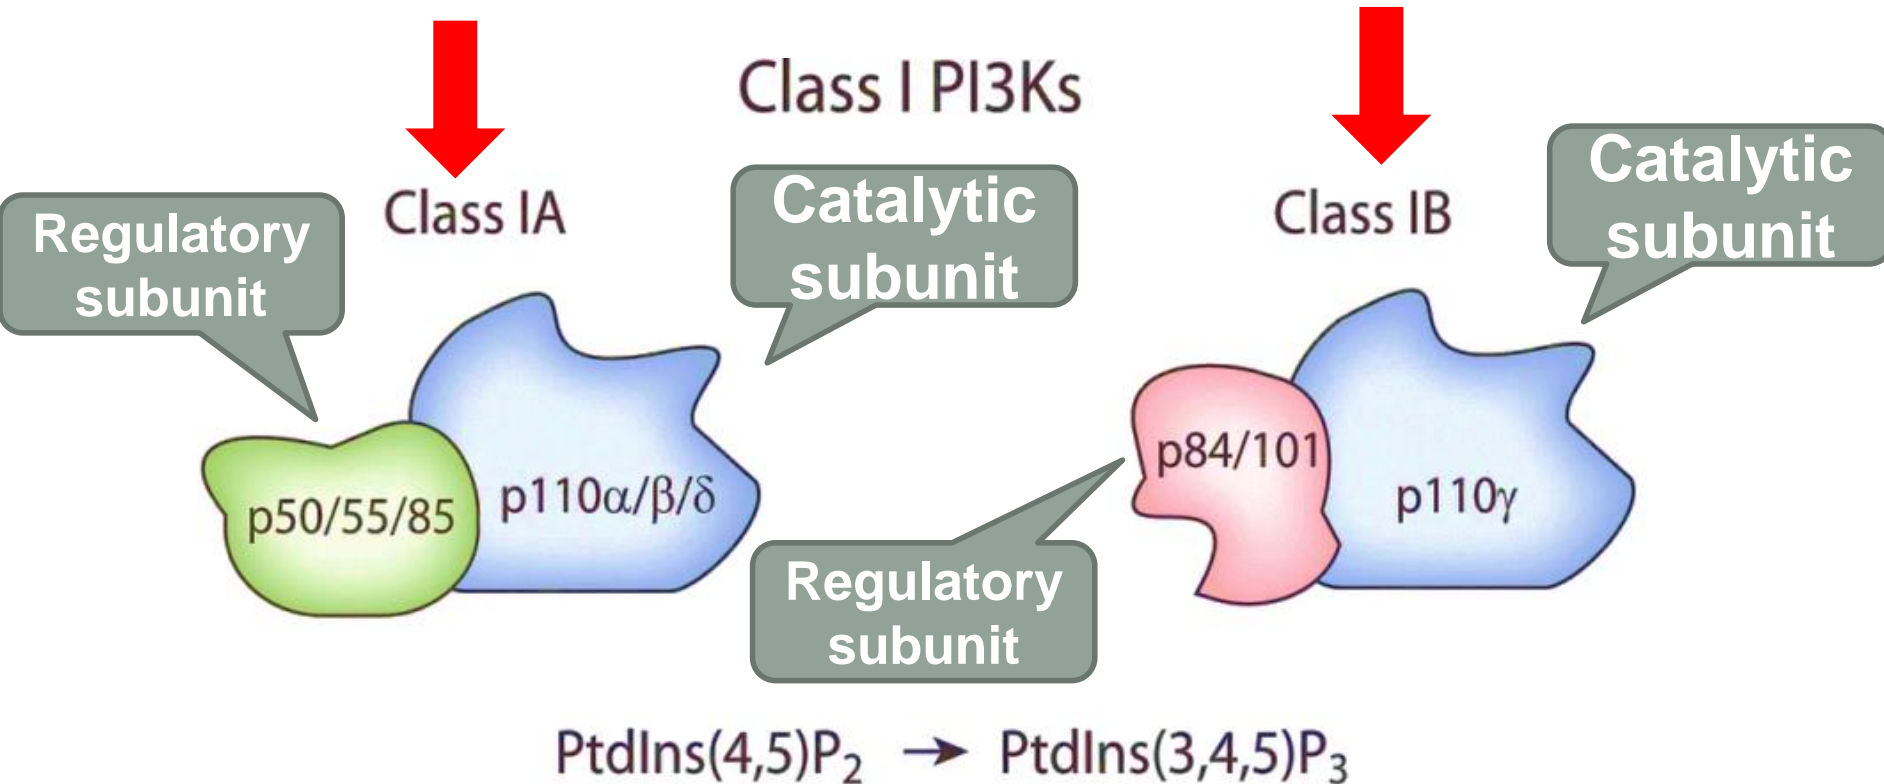 Class I PI3Ks
Regulatory
subunit
Class IA
Catalytic
subunit
Class IB
Catalytic
subunit
p50/55/85
p110α/β/δ
p84/101
p110γ
Regulatory
subunit
PtdIns(4,5)P₂ → PtdIns(3,4,5)P₃